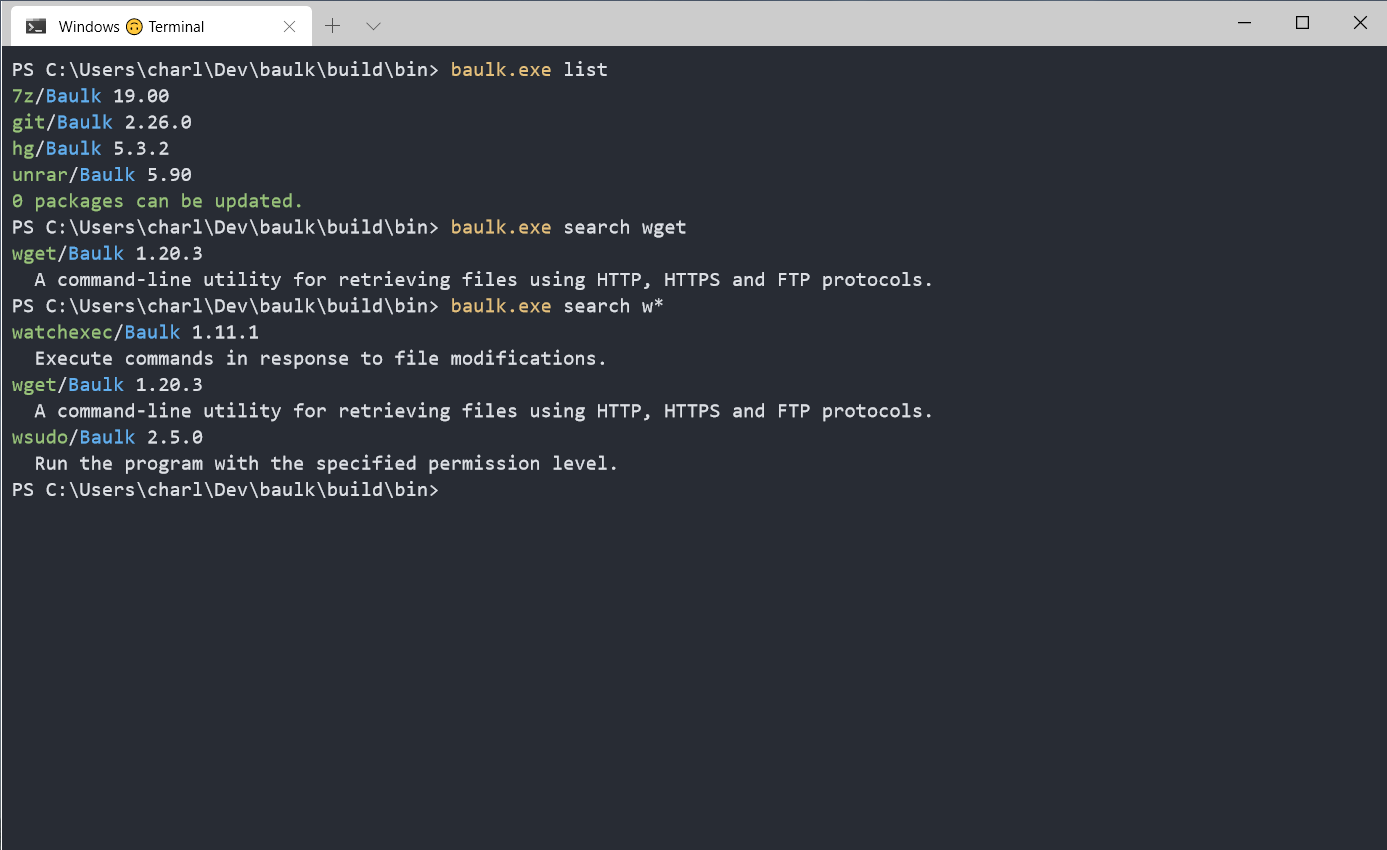 Windows 🙃 Terminal
PS C:\Users\charl\Dev\baulk\build\bin> baulk.exe list
7z/Baulk 19.00
git/Baulk 2.26.0
hg/Baulk 5.3.2
unrar/Baulk 5.90
0 packages can be updated.
PS C:\Users\charl\Dev\baulk\build\bin> baulk.exe search wget
wget/Baulk 1.20.3
  A command-line utility for retrieving files using HTTP, HTTPS and FTP protocols.
PS C:\Users\charl\Dev\baulk\build\bin> baulk.exe search w*
watchexec/Baulk 1.11.1
  Execute commands in response to file modifications.
wget/Baulk 1.20.3
  A command-line utility for retrieving files using HTTP, HTTPS and FTP protocols.
wsudo/Baulk 2.5.0
  Run the program with the specified permission level.
PS C:\Users\charl\Dev\baulk\build\bin>